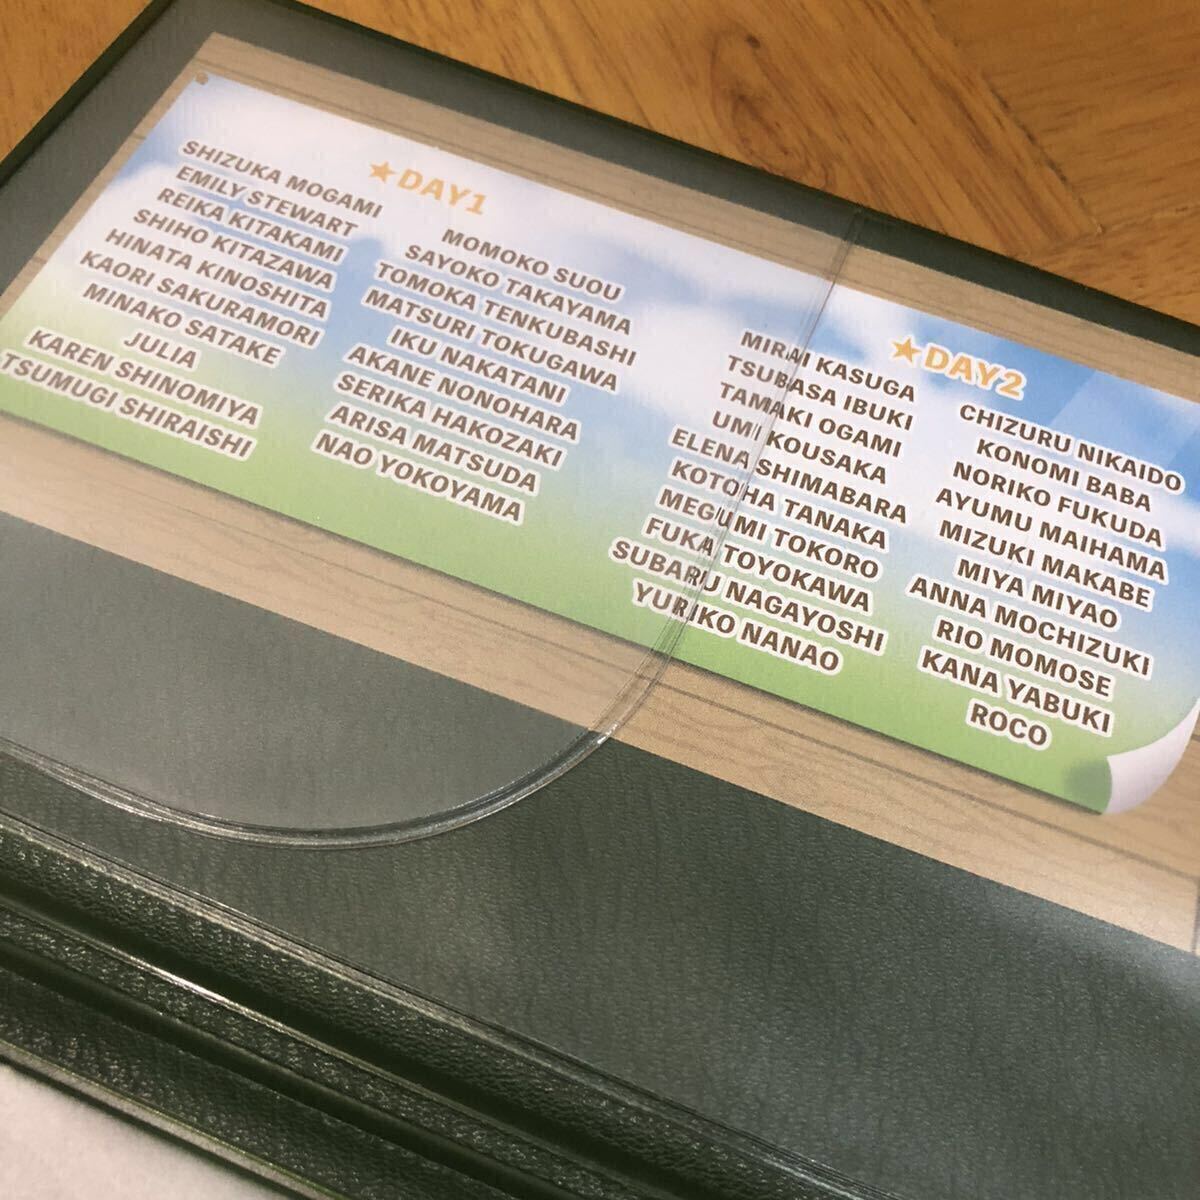 ★DAY1
SHIZUKA MOGAMI
EMILY STEWART
REIKA KITAKAMI
SHIHO KITAZAWA
HINATA KINOSHITA
KAORI SAKURAMORI
MINAKO SATAKE
JULIA
KAREN SHINOMIYA
TSUMUGI SHIRAISHI
MOMOKO SUOU
SAYOKO TAKAYAMA
TOMOKA TENKUBASHI
MATSURI TOKUGAWA
IKU NAKATANI
AKANE NONOHARA
SERIKA HAKOZAKI
ARISA MATSUDA
NAO YOKOYAMA
★DAY2
MIRAI KASUGA
TSUBASA IBUKI
TAMAKI OGAMI
UMI KOUSAKA
ELENA SHIMABARA
KOTOHA TANAKA
MEGUMI TOKORO
FUKA TOYOKAWA
SUBARU NAGAYOSHI
YURIKO NANAO
CHIZURU NIKAIDO
KONOMI BABA
NORIKO FUKUDA
AYUMU MAIHAMA
MIZUKI MAKABE
MIYA MIYAO
ANNA MOCHIZUKI
RIO MOMOSE
KANA YABUKI
ROCO